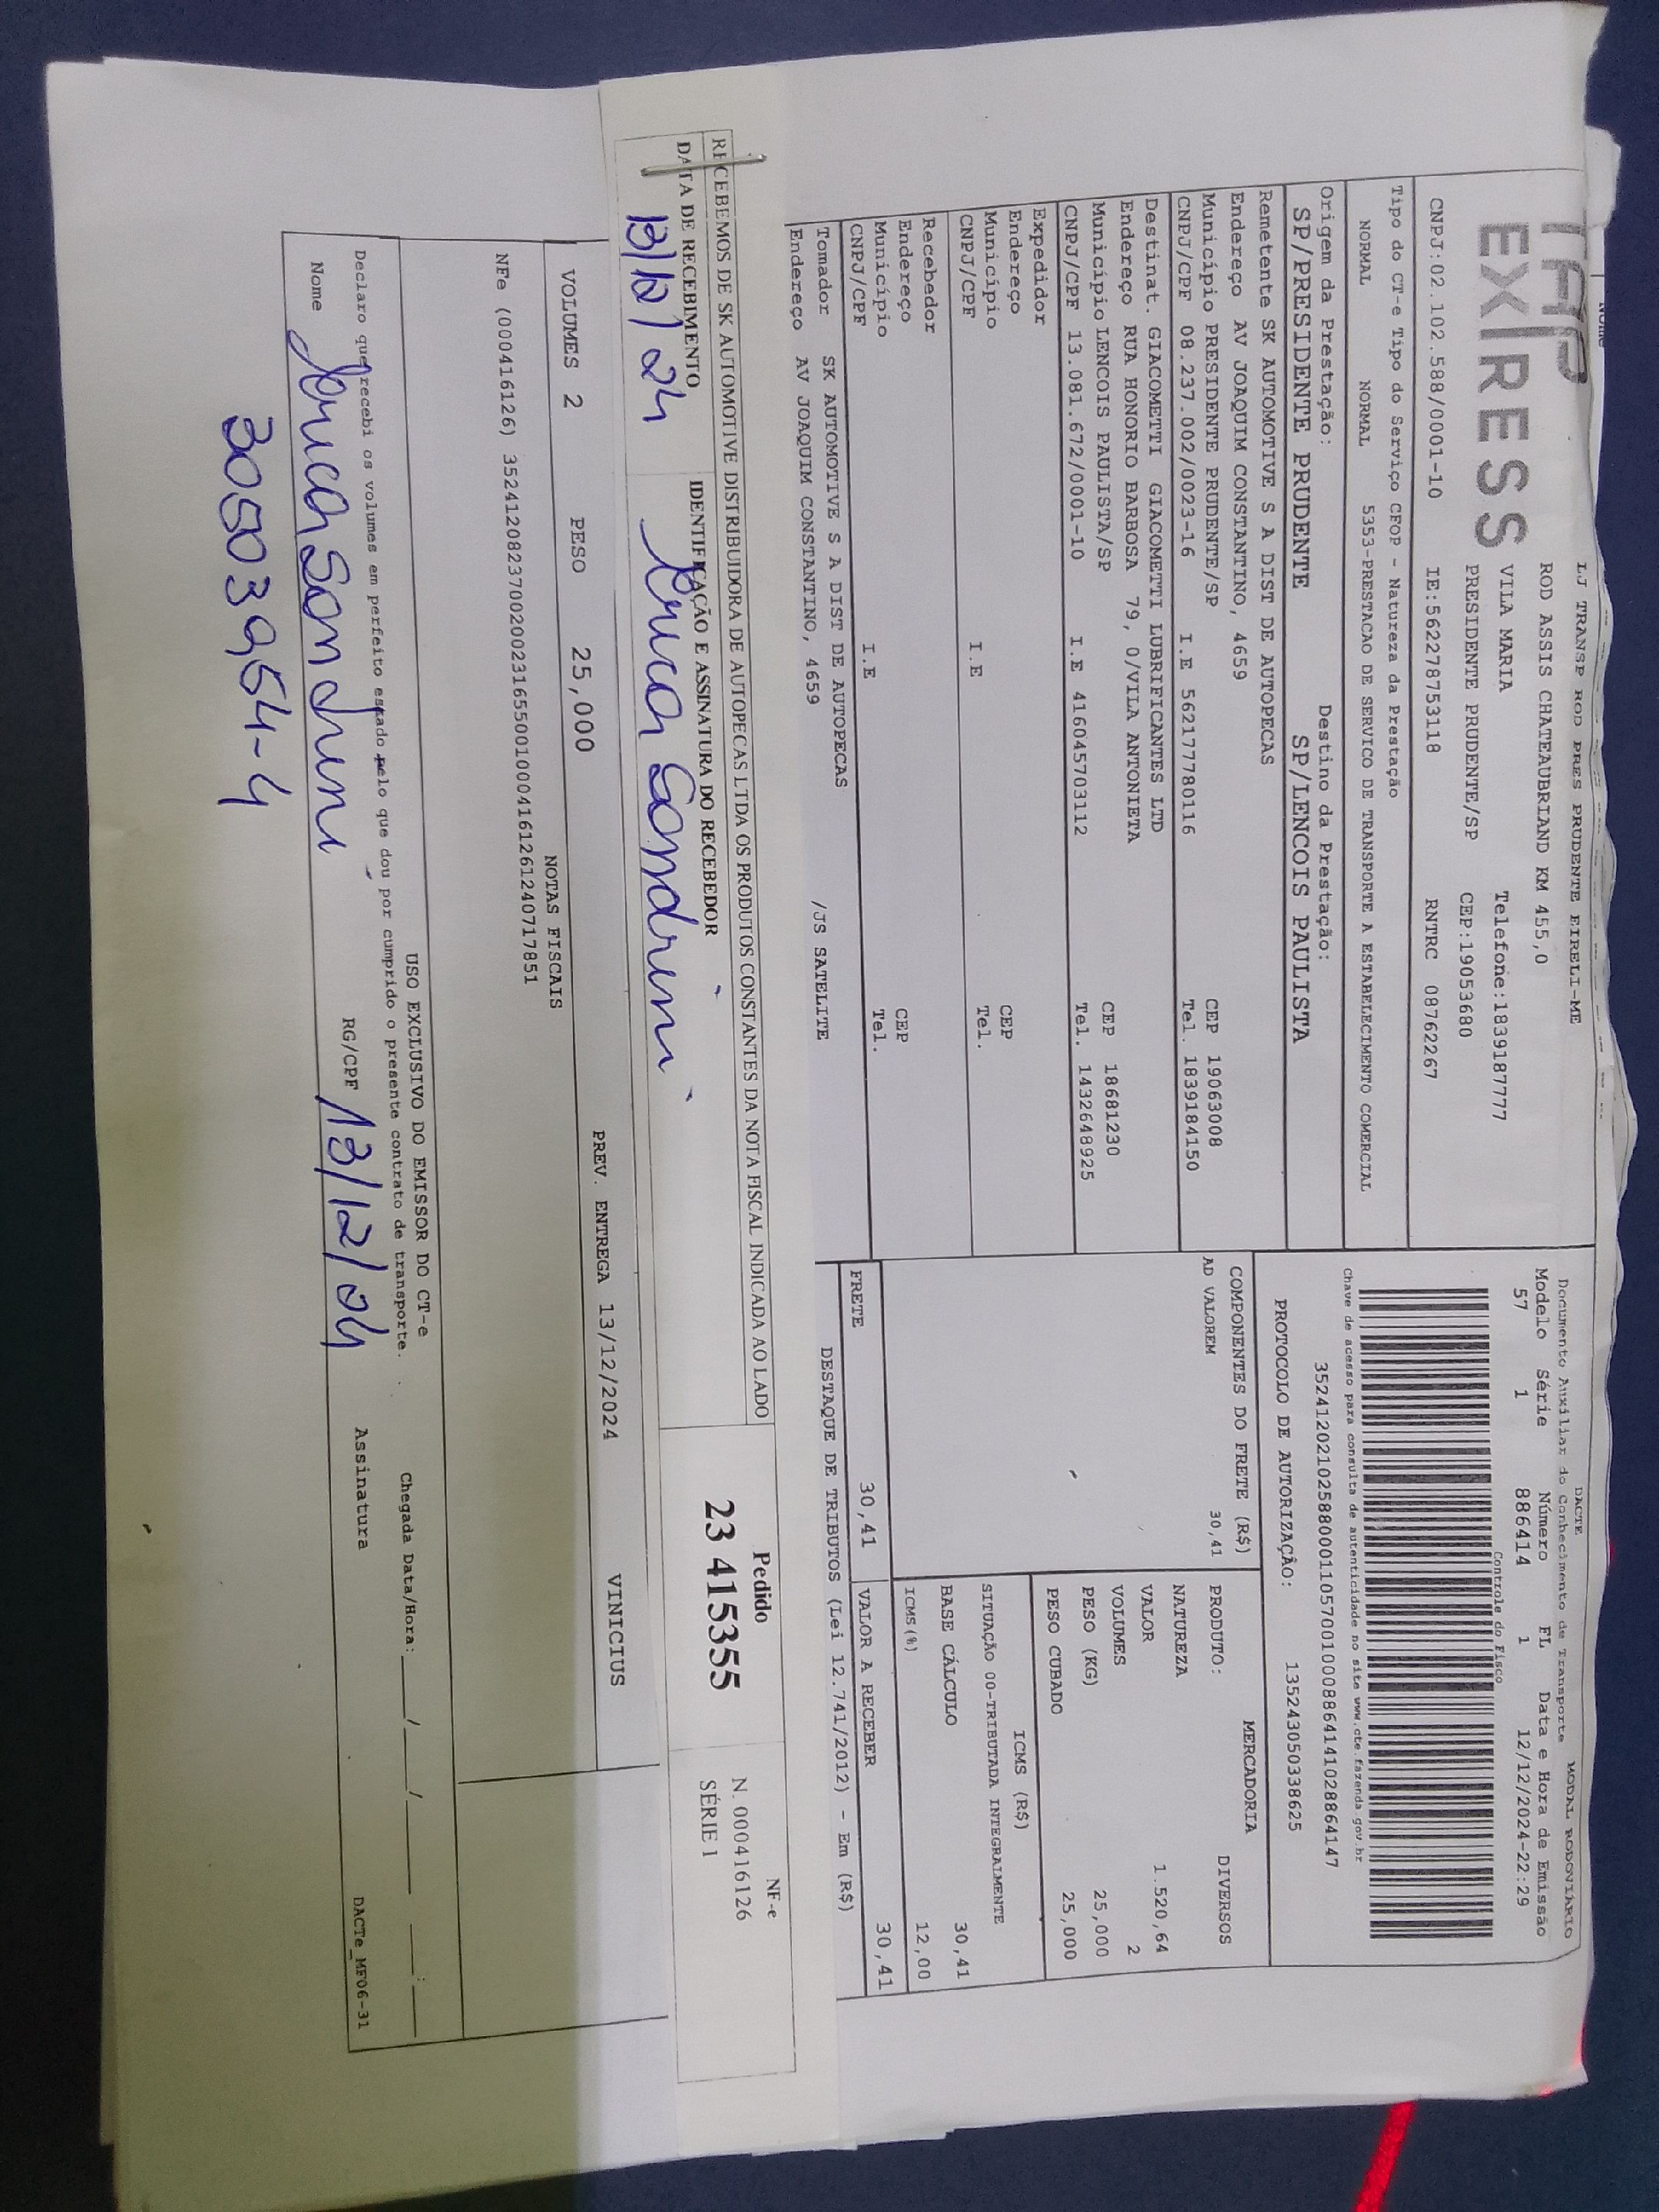 EXPRESS
LJ TRANSP ROD PRES PRUDENTE EIRELI-ME
ROD ASSIS CHATEAUBRIAND KM 455,0
VILA MARIA Telefone:1839187777
PRESIDENTE PRUDENTE/SP CEP:19053680
CNPJ:02.102.588/0001-10 IE:562278753118 RNTRC 08762267
DACTE MODAL RODOVIÁRIO
Documento Auxiliar do Conhecimento de Transporte
Modelo Série Número FL Data e Hora de Emissão
57 1 886414 1 12/12/2024-22:29
Controle do Fisco
Chave de acesso para consulta de autenticidade no site www.cte.fazenda.gov.br
35241202102588000110570010008864141028864147
PROTOCOLO DE AUTORIZAÇÃO: 135243050338625
Tipo do CT-e Tipo do Serviço CFOP - Natureza da Prestação
NORMAL NORMAL 5353-PRESTACAO DE SERVICO DE TRANSPORTE A ESTABELECIMENTO COMERCIAL
Origem da Prestação: Destino da Prestação:
SP/PRESIDENTE PRUDENTE SP/LENCOIS PAULISTA
Remetente SK AUTOMOTIVE S A DIST DE AUTOPECAS
Endereço AV JOAQUIM CONSTANTINO, 4659
Município PRESIDENTE PRUDENTE/SP CEP 19063008
CNPJ/CPF 08.237.002/0023-16 I.E 562177780116 Tel. 1839184150
Destinat. GIACOMETTI GIACOMETTI LUBRIFICANTES LTD
Endereço RUA HONORIO BARBOSA 79, 0/VILA ANTONIETA
Município LENCOIS PAULISTA/SP CEP 18681230
CNPJ/CPF 13.081.672/0001-10 I.E 416045703112 Tel. 1432648925
Expedidor
Endereço
Município CEP
CNPJ/CPF I.E Tel.
Recebedor
Endereço
Município CEP
CNPJ/CPF I.E Tel.
Tomador SK AUTOMOTIVE S A DIST DE AUTOPECAS
Endereço AV JOAQUIM CONSTANTINO, 4659 /JS SATELITE
COMPONENTES DO FRETE (R$)
AD VALOREM 30,41
MERCADORIA
PRODUTO: DIVERSOS
NATUREZA
VALOR 1.520,64
VOLUMES 2
PESO (KG) 25,000
PESO CUBADO 25,000
ICMS (R$)
SITUAÇÃO 00-TRIBUTADA INTEGRALMENTE
BASE CÁLCULO 30,41
ICMS(%) 12,00
FRETE 30,41 VALOR A RECEBER 30,41
DESTAQUE DE TRIBUTOS (Lei 12.741/2012) - Em (R$)
RECEBEMOS DE SK AUTOMOTIVE DISTRIBUIDORA DE AUTOPECAS LTDA OS PRODUTOS CONSTANTES DA NOTA FISCAL INDICADA AO LADO
DATA DE RECEBIMENTO IDENTIFICAÇÃO E ASSINATURA DO RECEBEDOR
13/12/24
Pedido
23 415355
NF-e
N. 000416126
SÉRIE 1
VOLUMES 2 PESO 25,000 PREV. ENTREGA 13/12/2024 VINICIUS
NOTAS FISCAIS
NFe (000416126) 35241208237002002316550010004161261240717851
USO EXCLUSIVO DO EMISSOR DO CT-e
Declaro que recebi os volumes em perfeito estado pelo que dou por cumprido o presente contrato de transporte.
Chegada Data/Hora: ___/___/___ __:__
Nome RG/CPF 13/12/24 Assinatura
30503954-4
DACTe_MF06-31